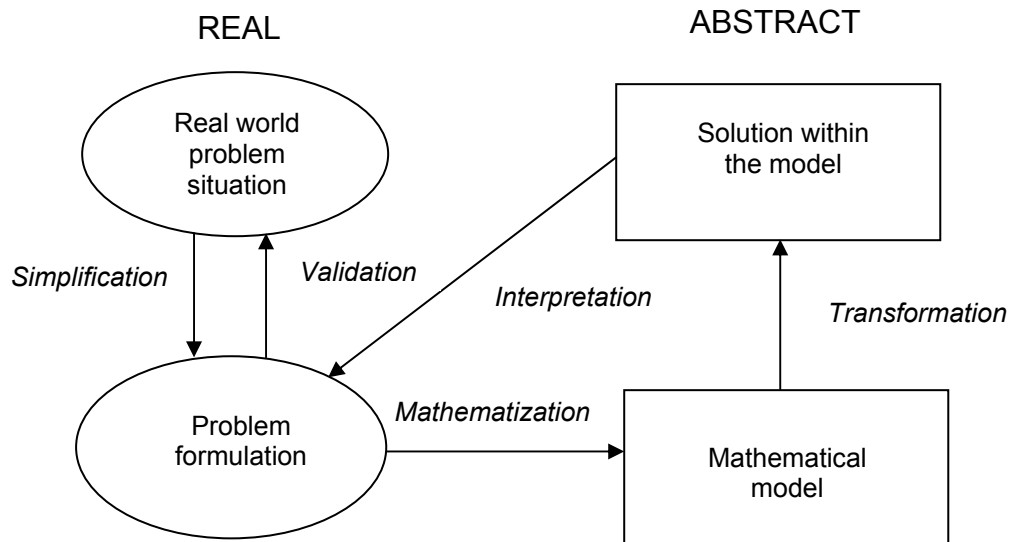 REAL
ABSTRACT
Real world
problem
situation
Solution within
the model
Simplification
Validation
Interpretation
Transformation
Mathematization
Problem
formulation
Mathematical
model